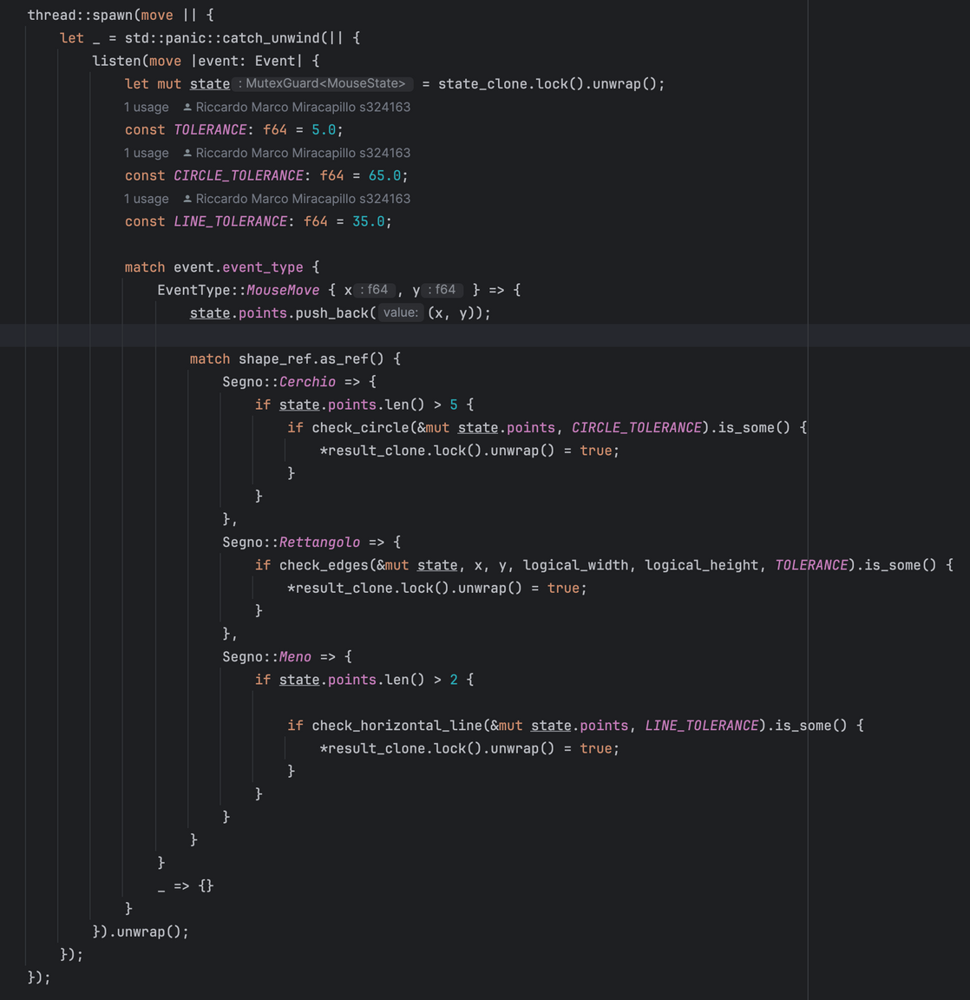 thread::spawn(move || {
let _ = std::panic::catch_unwind(|| {
listen(move |event: Event| {
let mut state : MutexGuard<MouseState> = state_clone.lock().unwrap();
1 usage Riccardo Marco Miracapillo s324163
const TOLERANCE: f64 = 5.0;
1 usage Riccardo Marco Miracapillo s324163
const CIRCLE_TOLERANCE: f64 = 65.0;
1 usage Riccardo Marco Miracapillo s324163
const LINE_TOLERANCE: f64 = 35.0;
match event.event_type {
EventType::MouseMove { x : f64 , y : f64 } => {
state.points.push_back( value: (x, y));
match shape_ref.as_ref() {
Segno::Cerchio => {
if state.points.len() > 5 {
if check_circle(&mut state.points, CIRCLE_TOLERANCE).is_some() {
*result_clone.lock().unwrap() = true;
}
}
},
Segno::Rettangolo => {
if check_edges(&mut state, x, y, logical_width, logical_height, TOLERANCE).is_some() {
*result_clone.lock().unwrap() = true;
}
},
Segno::Meno => {
if state.points.len() > 2 {
if check_horizontal_line(&mut state.points, LINE_TOLERANCE).is_some() {
*result_clone.lock().unwrap() = true;
}
}
}
}
}
_ => {}
}
}).unwrap();
});
});